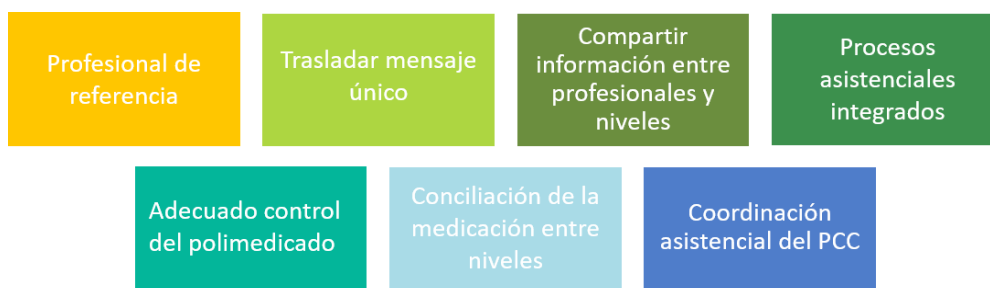 Profesional de
referencia
Trasladar mensaje
único
Compartir
información entre
profesionales y
niveles
Procesos
asistenciales
integrados
Adecuado control
del polimedicado
Conciliación de la
medicación entre
niveles
Coordinación
asistencial del PCC